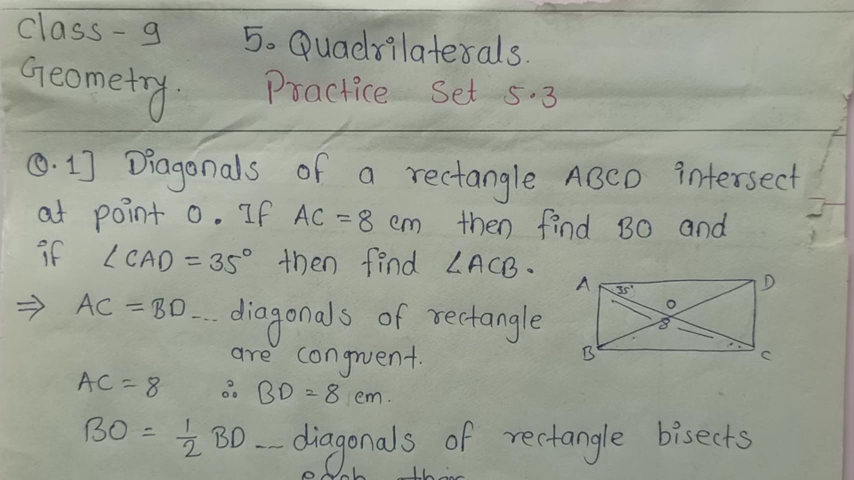 Class - 9 5. Quadrilaterals.
Geometry. Practice Set 5.3
Q.1] Diagonals of a rectangle ABCD intersect
at point O. If AC = 8 cm then find BO and
if ∠CAD = 35° then find ∠ACB.
A D
35°
O
8
B C
⇒ AC = BD --- diagonals of rectangle
are congruent.
AC = 8 ∴ BD = 8 cm.
BO = 1/2 BD --- diagonals of rectangle bisects
each